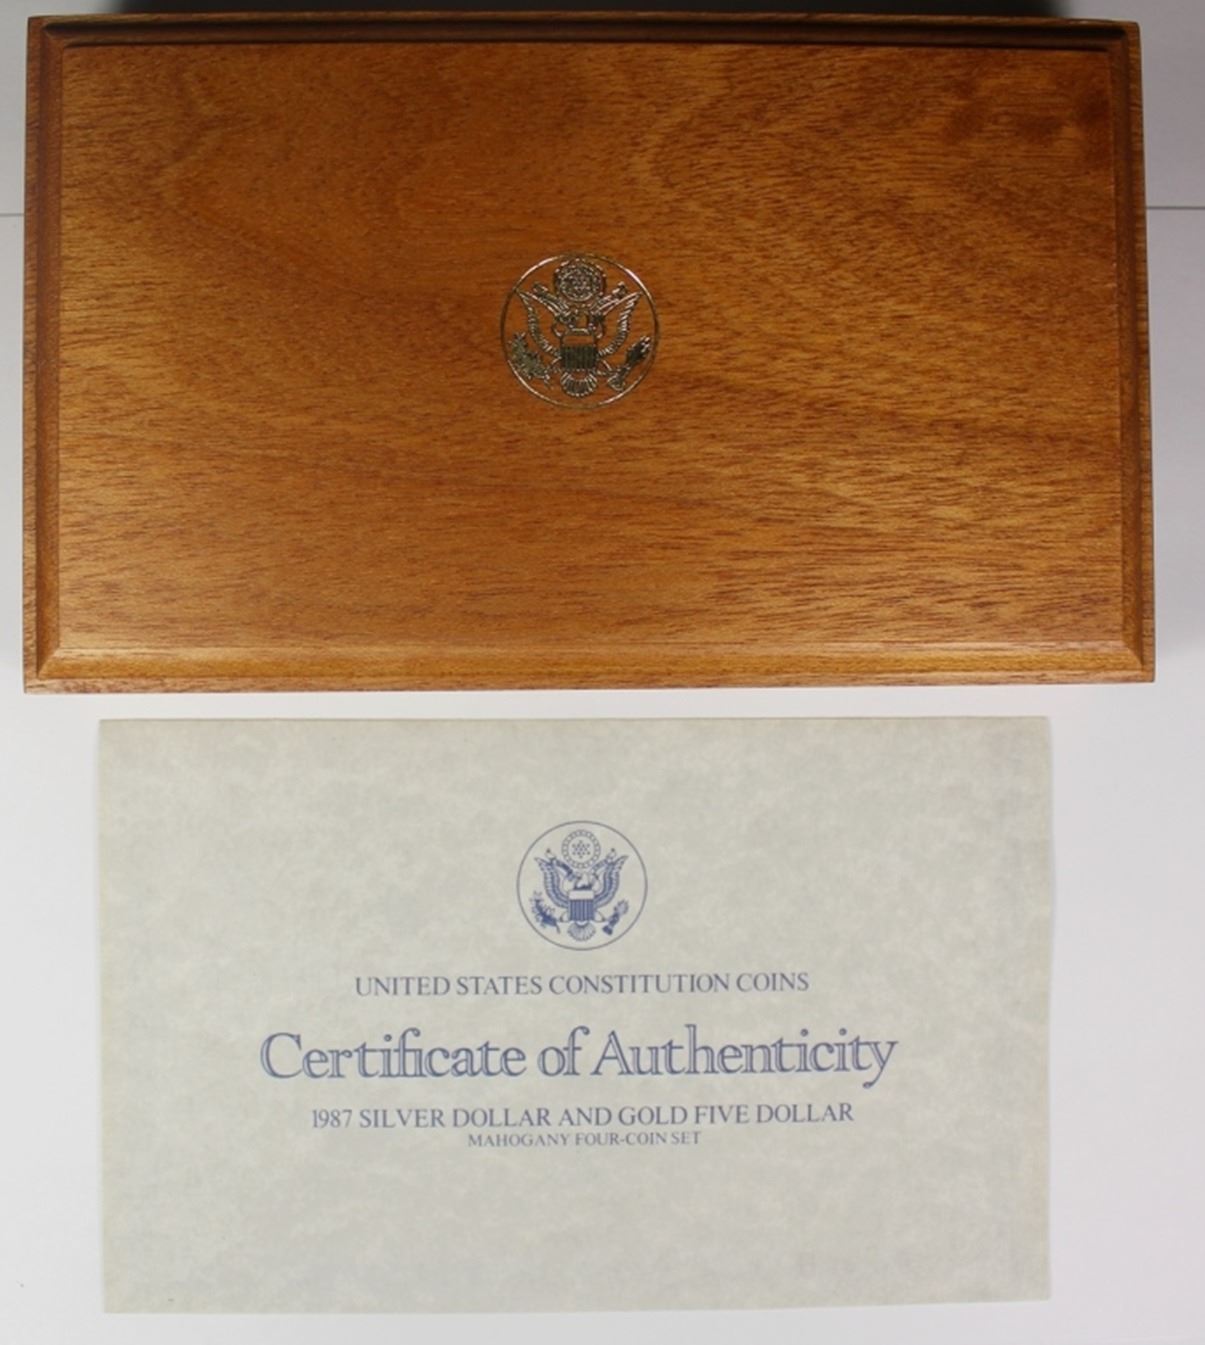 UNITED STATES CONSTITUTION COINS
Certificate of Authenticity
1987 SILVER DOLLAR AND GOLD FIVE DOLLAR
MAHOGANY FOUR-COIN SET